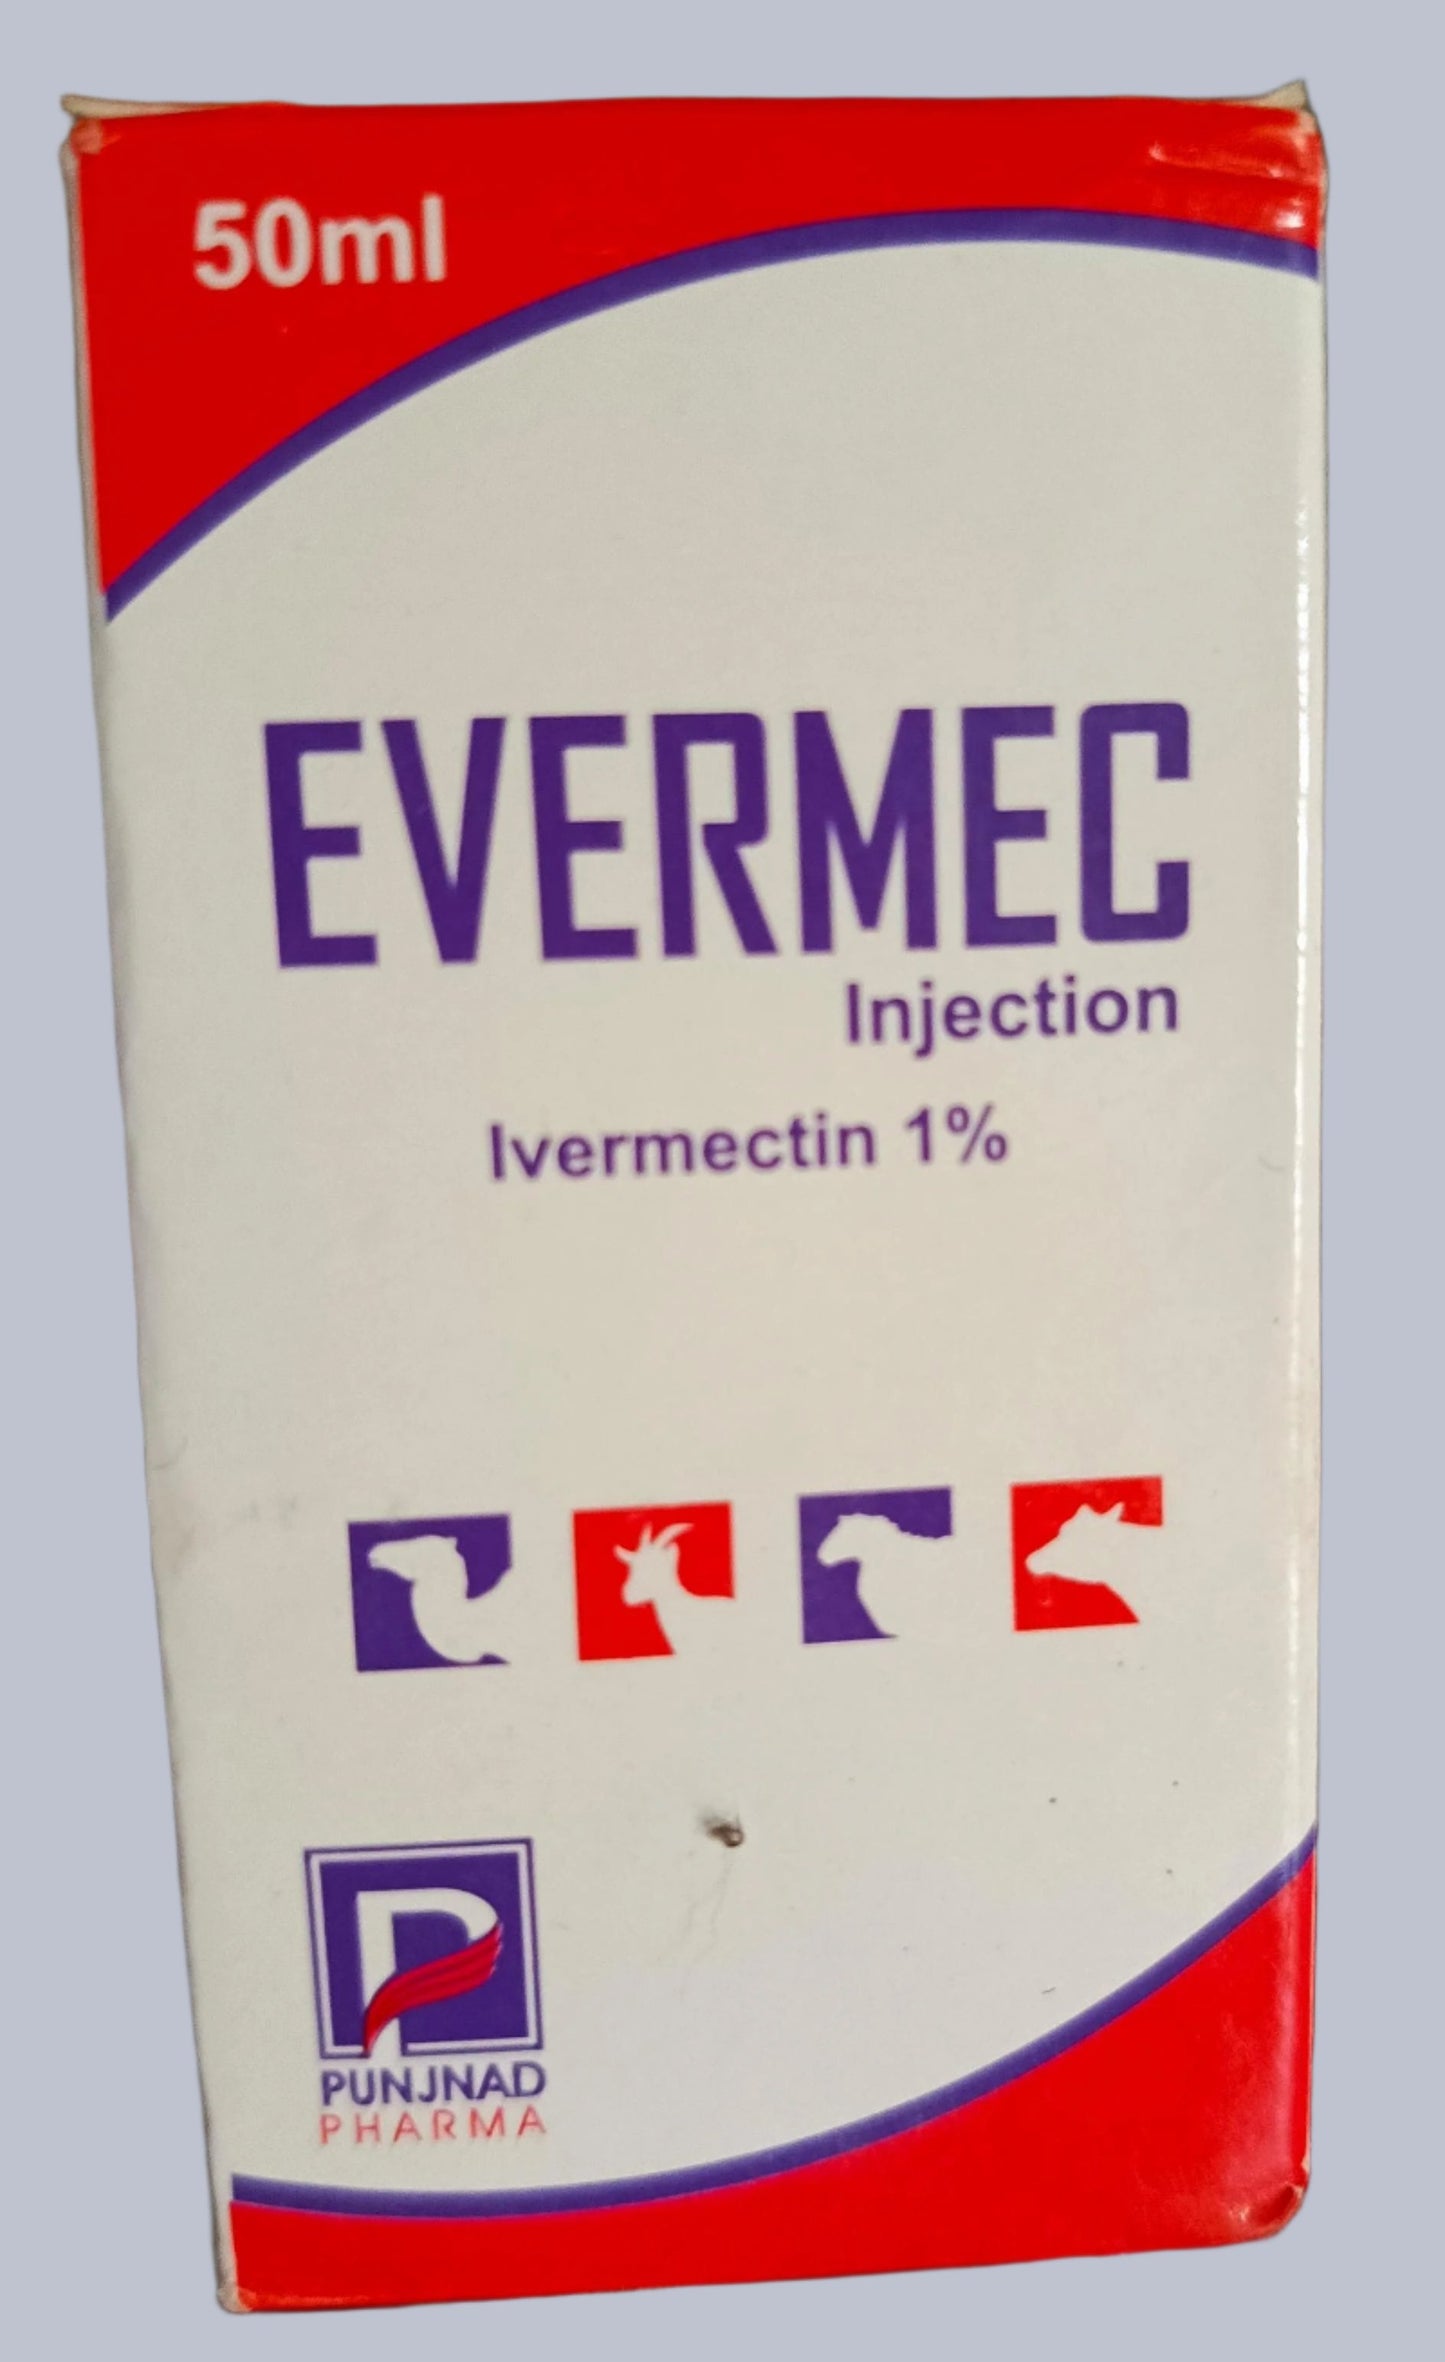 50ml
EVERMEC
Injection
Ivermectin 1%
PUNJNAD
PHARMA